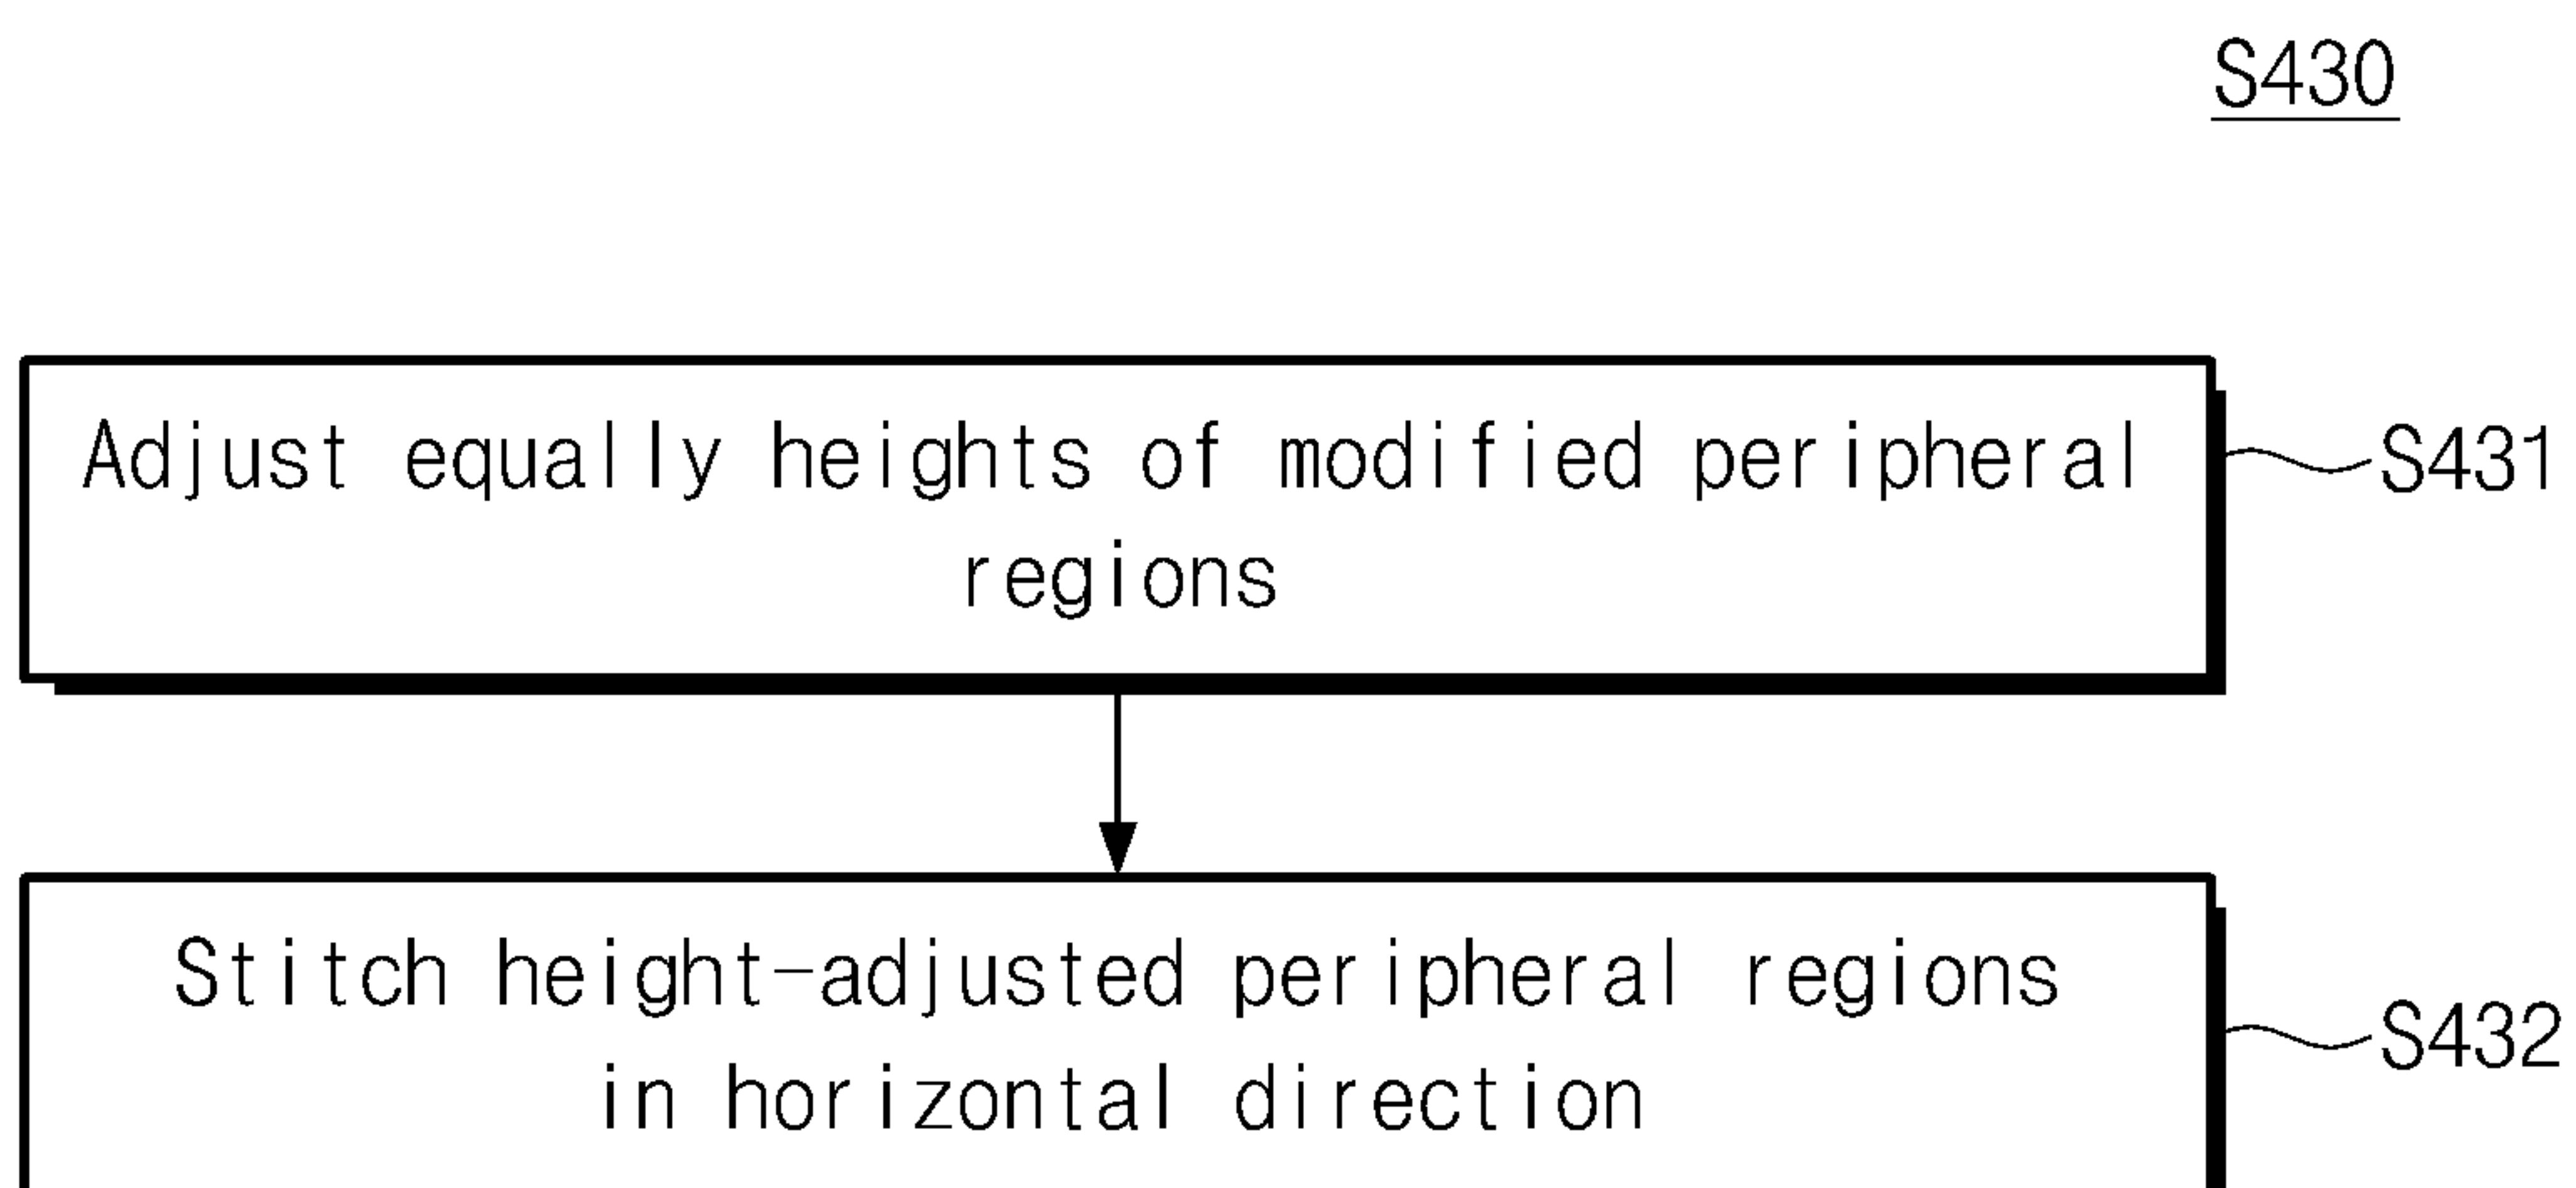 S430
Adjust equally heights of modified peripheral
regions
S431
Stitch height-adjusted peripheral regions
in horizontal direction
S432